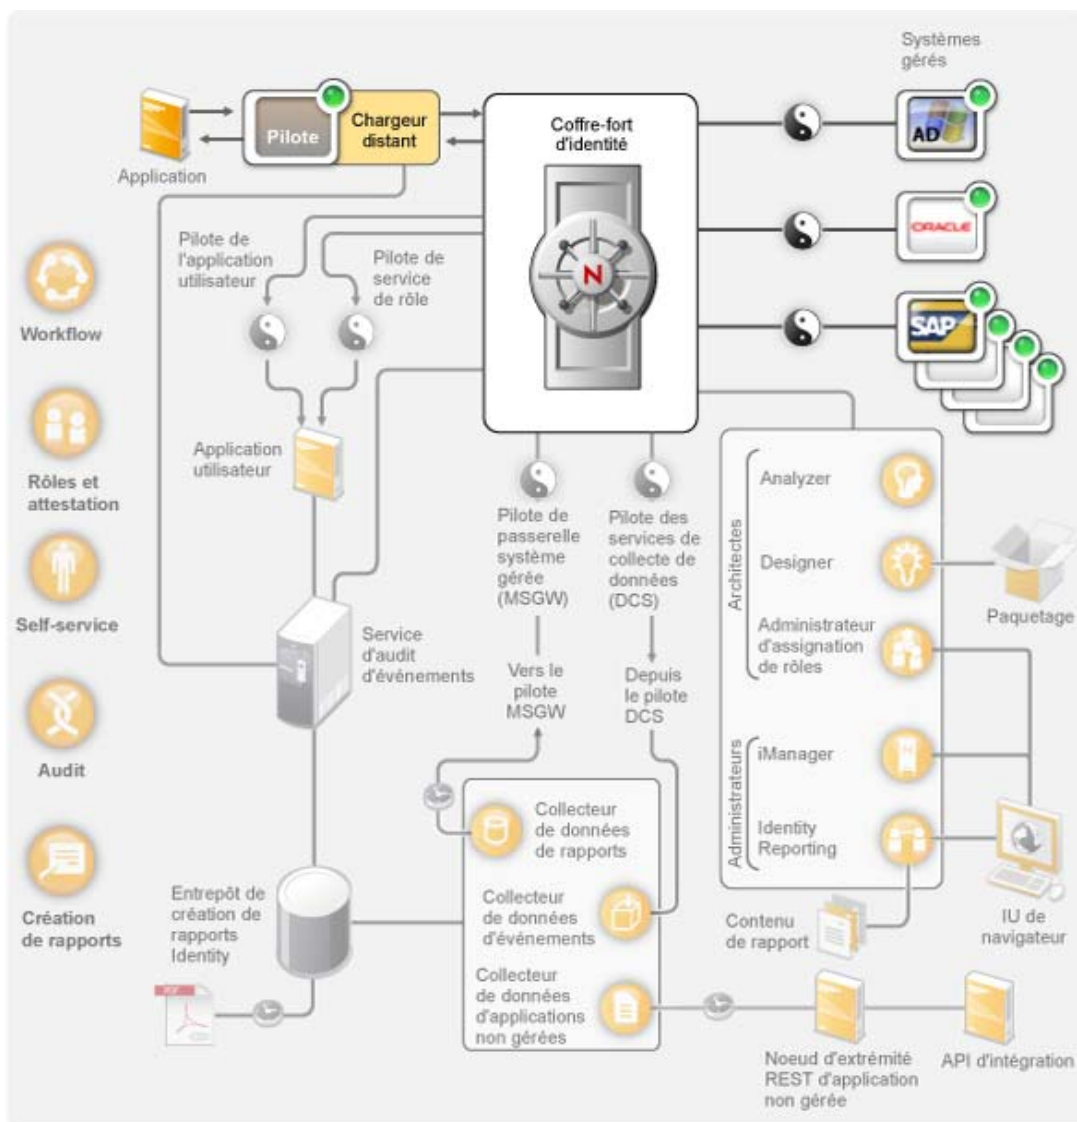 Systèmes
gérés
Pilote
Chargeur
distant
Application
Coffre-fort
d'identité
N
AD
ORACLE
SAP
Pilote de
l'application
utilisateur
Pilote de
service
de rôle
Workflow
Rôles et
attestation
Self-service
Audit
Création
de rapports
Application
utilisateur
Service
d'audit
d'événements
Pilote de
passerelle
système
gérée
(MSGW)
Pilote des
services de
collecte de
données
(DCS)
Vers le
pilote
MSGW
Depuis
le pilote
DCS
Architectes
Analyzer
Designer
Administrateur
d'assignation
de rôles
Paquetage
Administrateurs
iManager
Identity
Reporting
Contenu
de rapport
IU de
navigateur
Entrepôt de
création de
rapports
Identity
Collecteur
de données
de rapports
Collecteur
de données
d'événements
Collecteur
de données
d'applications
non gérées
Noeud d'extrémité
REST d'application
non gérée
API d'intégration